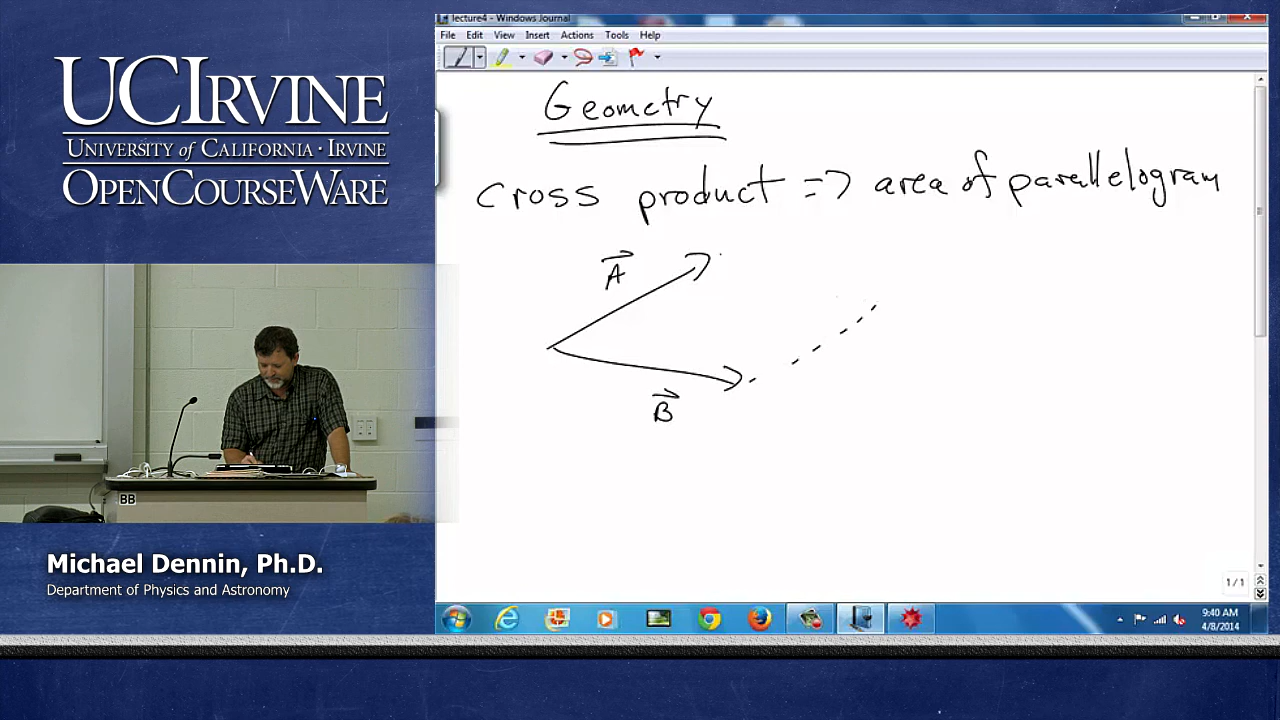 UCIRVINE
UNIVERSITY of CALIFORNIA · IRVINE
OPENCOURSEWARE
BB
Michael Dennin, Ph.D.
Department of Physics and Astronomy
lecture4 - Windows Journal
File Edit View Insert Actions Tools Help
Geometry
cross product => area of parallelogram
A
B
1/1
9:40 AM
4/8/2014